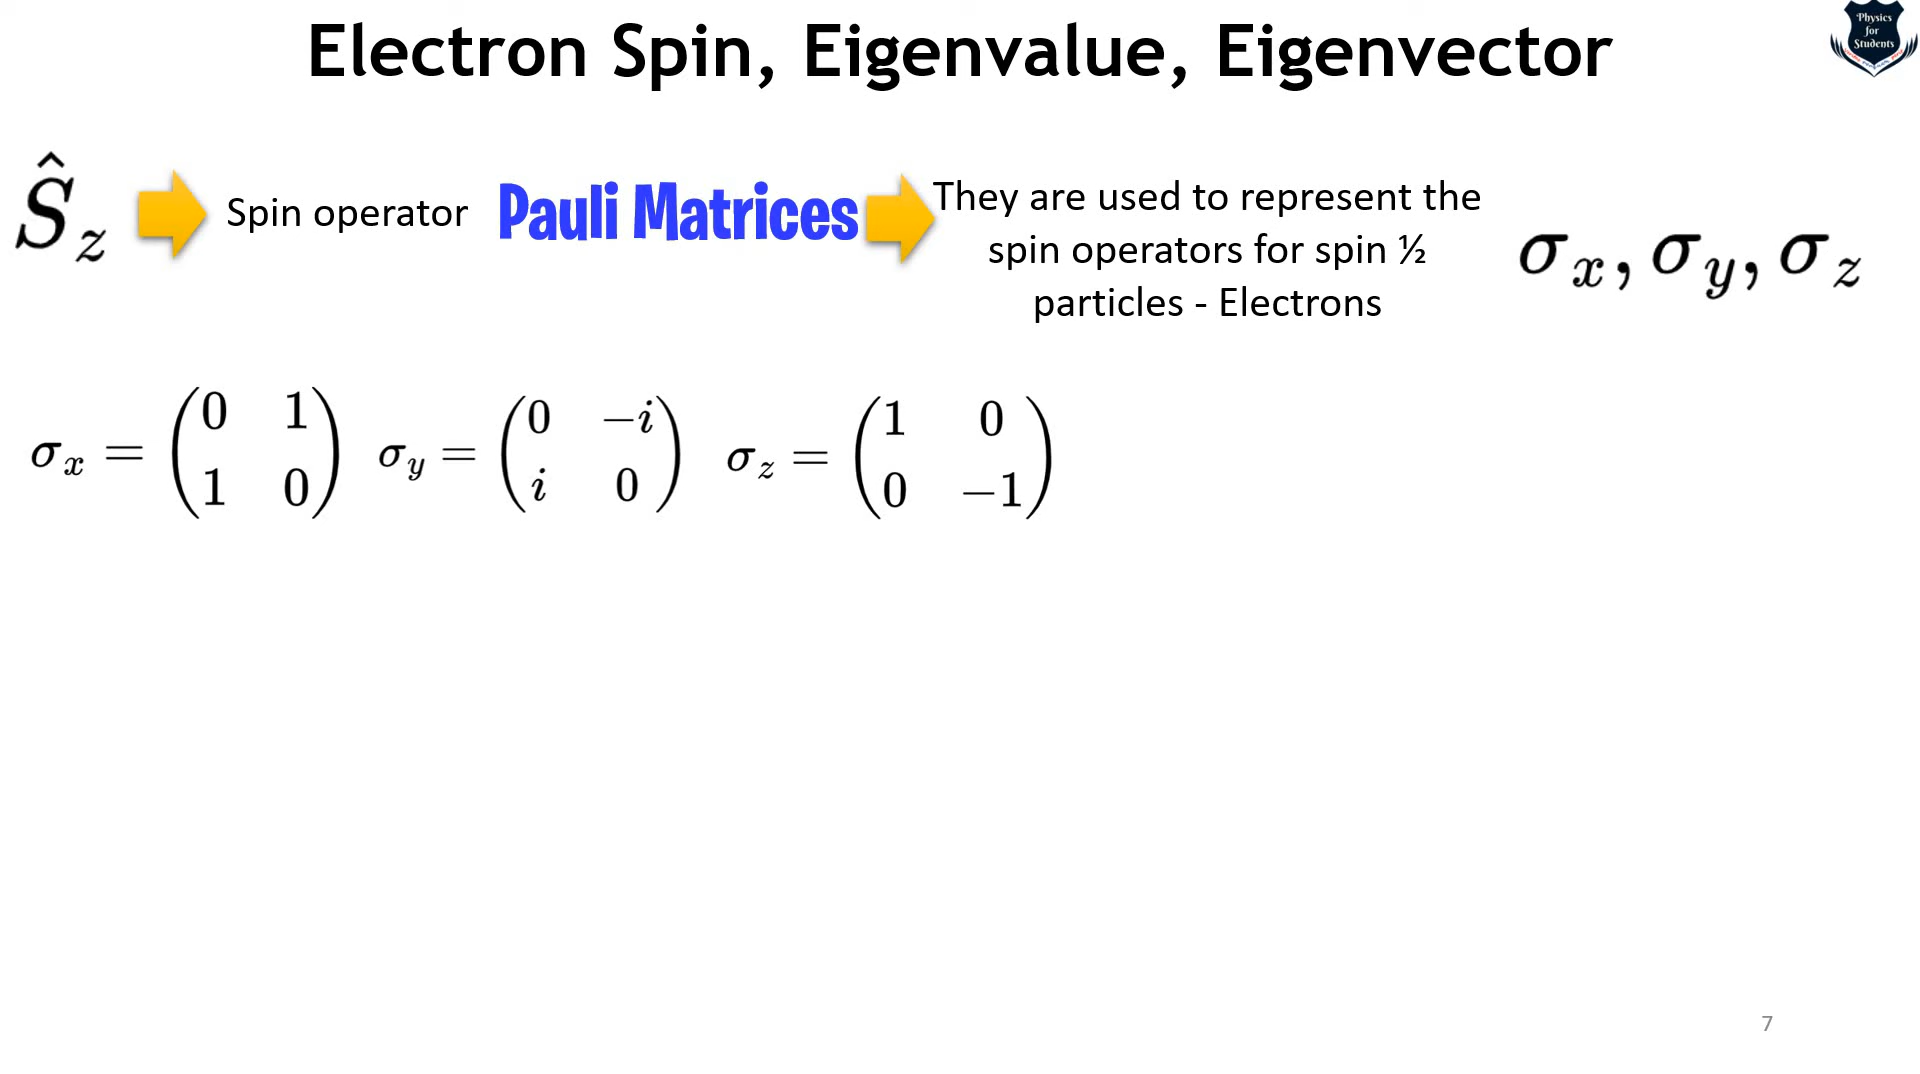 Electron Spin, Eigenvalue, Eigenvector
Physics
for
Students
Ŝ_z
Spin operator
Pauli Matrices
They are used to represent the
spin operators for spin ½
particles - Electrons
σ_x, σ_y, σ_z
σ_x = (0 1; 1 0) σ_y = (0 −i; i 0) σ_z = (1 0; 0 −1)
7